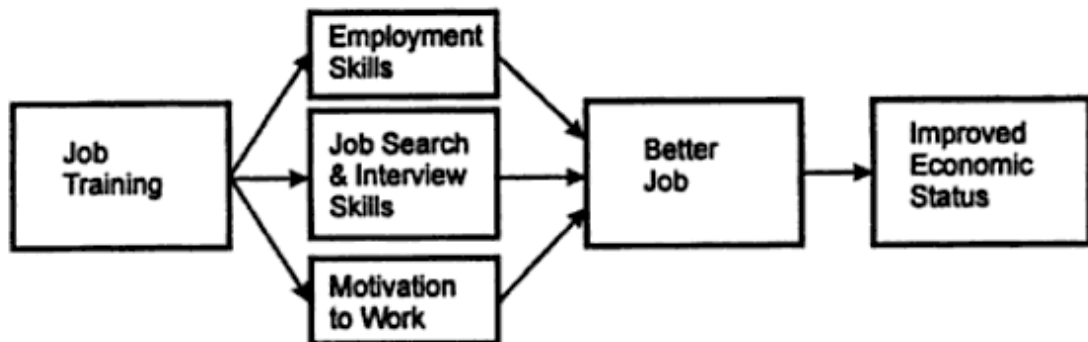 Job
Training
Employment
Skills
Job Search
& Interview
Skills
Motivation
to Work
Better
Job
Improved
Economic
Status